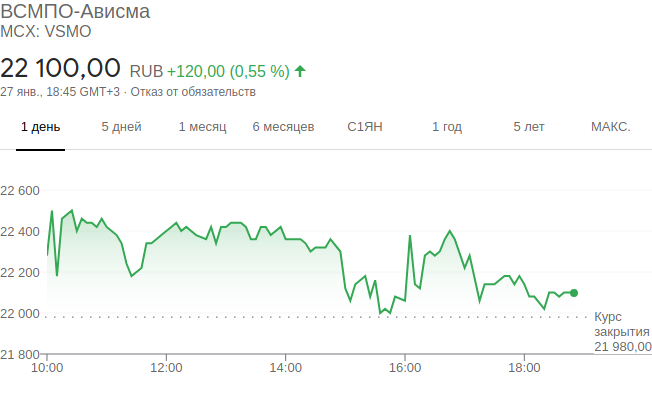 ВСМПО-Ависма
MCX: VSMO
22 100,00 RUB +120,00 (0,55 %)
27 янв., 18:45 GMT+3 · Отказ от обязательств
1 день 5 дней 1 месяц 6 месяцев С1ЯН 1 год 5 лет МАКС.
22 600
22 400
22 200
22 000
Курс
закрытия
21 980,00
21 800
10:00 12:00 14:00 16:00 18:00